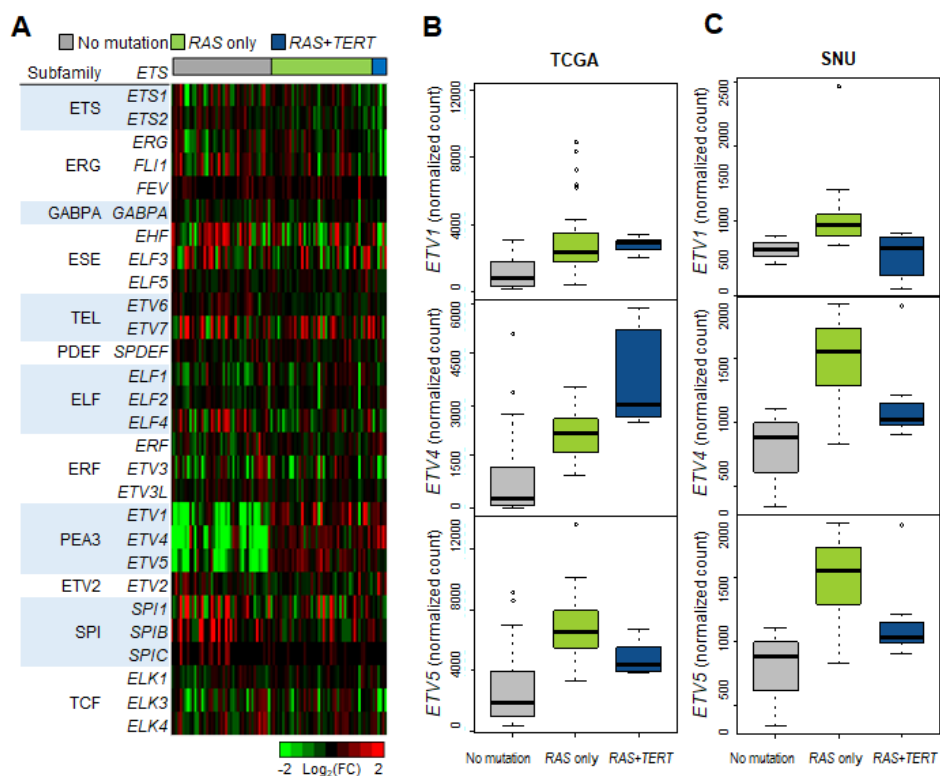 A
No mutation RAS only RAS+TERT
Subfamily ETS
ETS ETS1
ETS2
ERG
ERG FLI1
FEV
GABPA GABPA
EHF
ESE ELF3
ELF5
TEL ETV6
ETV7
PDEF SPDEF
ELF1
ELF ELF2
ELF4
ERF
ERF ETV3
ETV3L
ETV1
PEA3 ETV4
ETV5
ETV2 ETV2
SPI1
SPI SPIB
SPIC
ELK1
TCF ELK3
ELK4
-2 Log2(FC) 2
B
TCGA
ETV1 (normalized count)
0 4000 8000 12000
ETV4 (normalized count)
0 1500 3000 4500 6000
ETV5 (normalized count)
0 4000 8000 12000
No mutation RAS only RAS+TERT
C
SNU
ETV1 (normalized count)
0 500 1000 1500 2000 2500
ETV4 (normalized count)
0 500 1000 1500 2000
ETV5 (normalized count)
0 500 1000 1500 2000
No mutation RAS only RAS+TERT